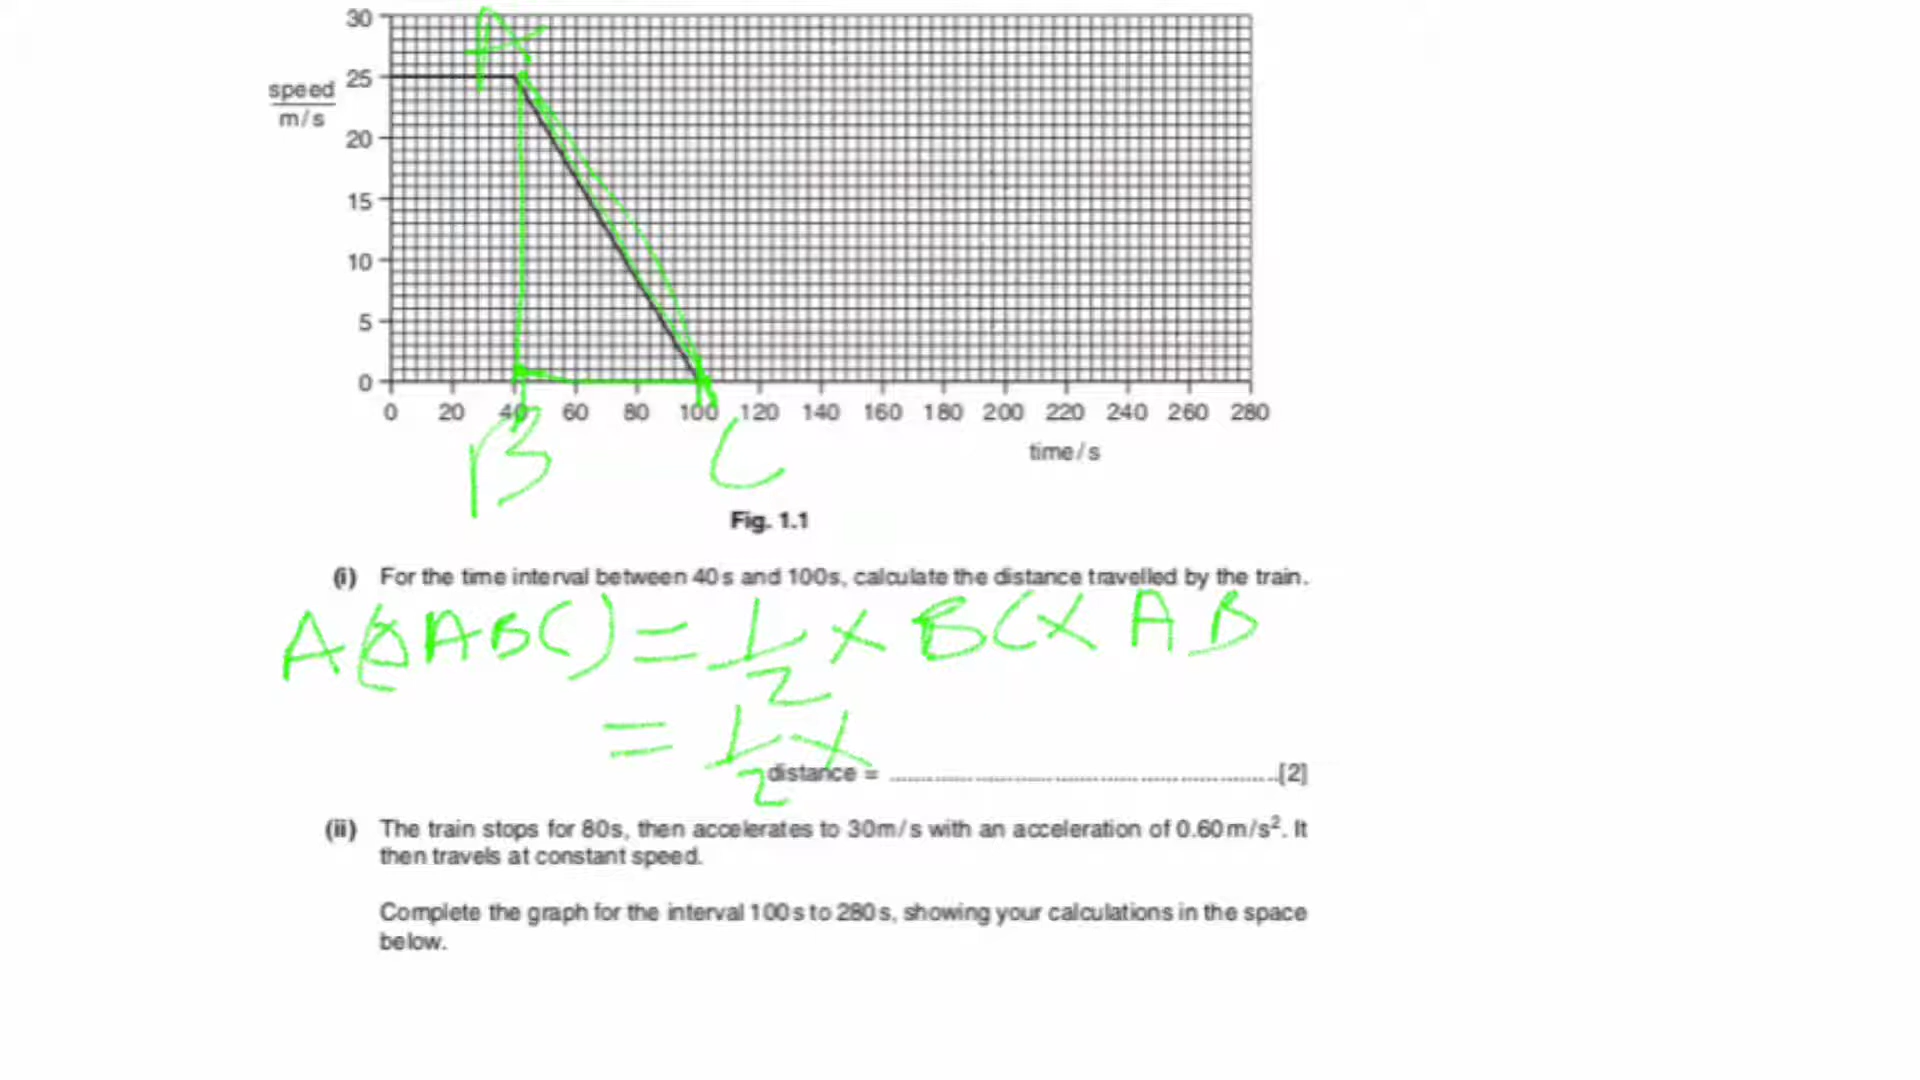 30
A
25
speed
m/s
20
15
10
5
0
0 20 40 60 80 100 120 140 160 180 200 220 240 260 280
time/s
B C
Fig. 1.1
(i) For the time interval between 40s and 100s, calculate the distance travelled by the train.
A(△ABC) = 1/2 × BC × AB
= 1/2 ×
distance = ........................................................[2]
(ii) The train stops for 80s, then accelerates to 30m/s with an acceleration of 0.60m/s². It
then travels at constant speed.
Complete the graph for the interval 100s to 280s, showing your calculations in the space
below.